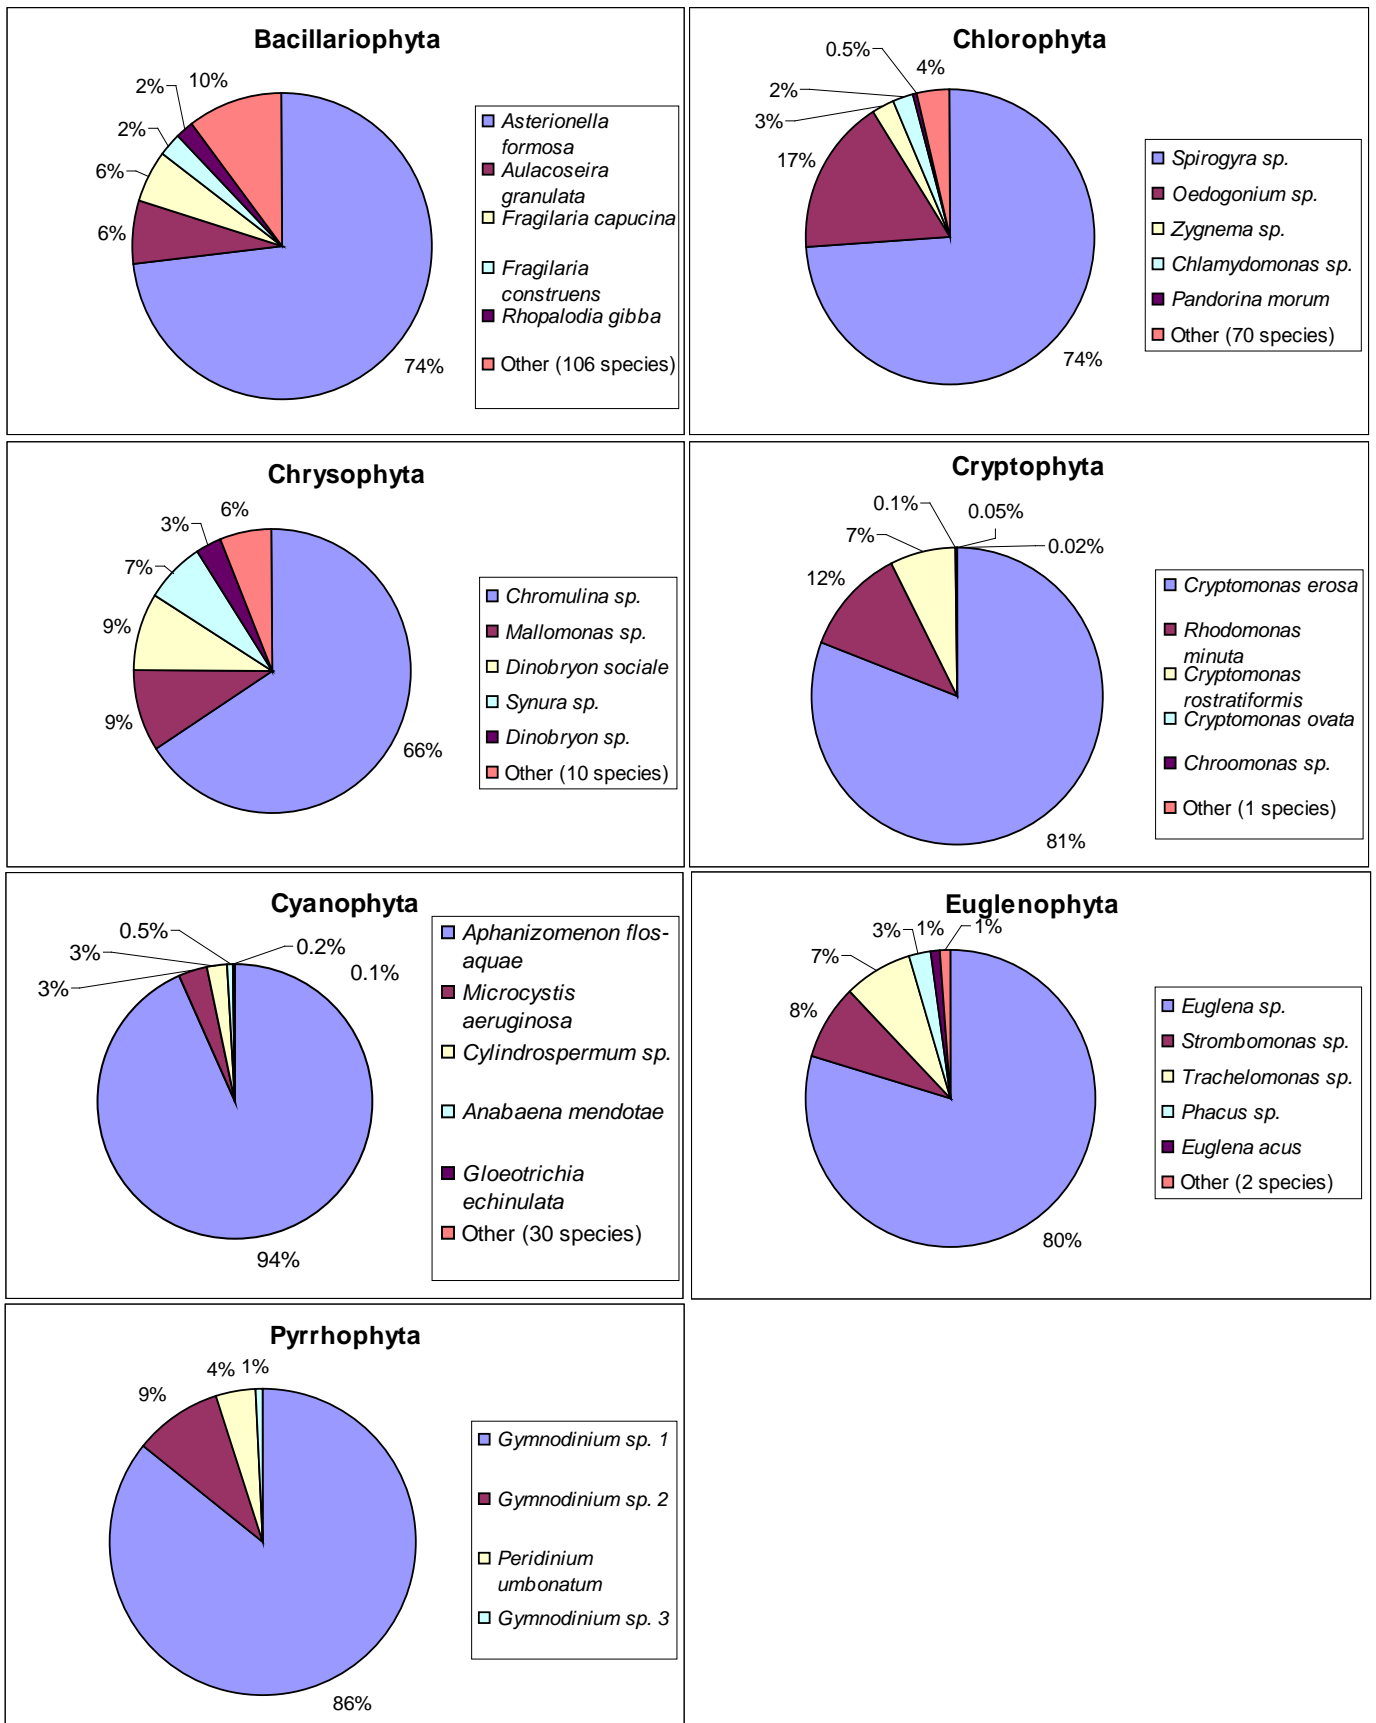 Bacillariophyta
10%
2%
2%
6%
6%
74%
Asterionella
formosa
Aulacoseira
granulata
Fragilaria capucina
Fragilaria
construens
Rhopalodia gibba
Other (106 species)
Chlorophyta
0.5%
4%
2%
3%
17%
74%
Spirogyra sp.
Oedogonium sp.
Zygnema sp.
Chlamydomonas sp.
Pandorina morum
Other (70 species)
Chrysophyta
6%
3%
7%
9%
9%
66%
Chromulina sp.
Mallomonas sp.
Dinobryon sociale
Synura sp.
Dinobryon sp.
Other (10 species)
Cryptophyta
0.1%
0.05%
7%
0.02%
12%
81%
Cryptomonas erosa
Rhodomonas
minuta
Cryptomonas
rostratiformis
Cryptomonas ovata
Chroomonas sp.
Other (1 species)
Cyanophyta
0.5%
3%
0.2%
0.1%
3%
94%
Aphanizomenon flos-
aquae
Microcystis
aeruginosa
Cylindrospermum sp.
Anabaena mendotae
Gloeotrichia
echinulata
Other (30 species)
Euglenophyta
3%
1%
1%
7%
8%
80%
Euglena sp.
Strombomonas sp.
Trachelomonas sp.
Phacus sp.
Euglena acus
Other (2 species)
Pyrrhophyta
4%
1%
9%
86%
Gymnodinium sp. 1
Gymnodinium sp. 2
Peridinium
umbonatum
Gymnodinium sp. 3